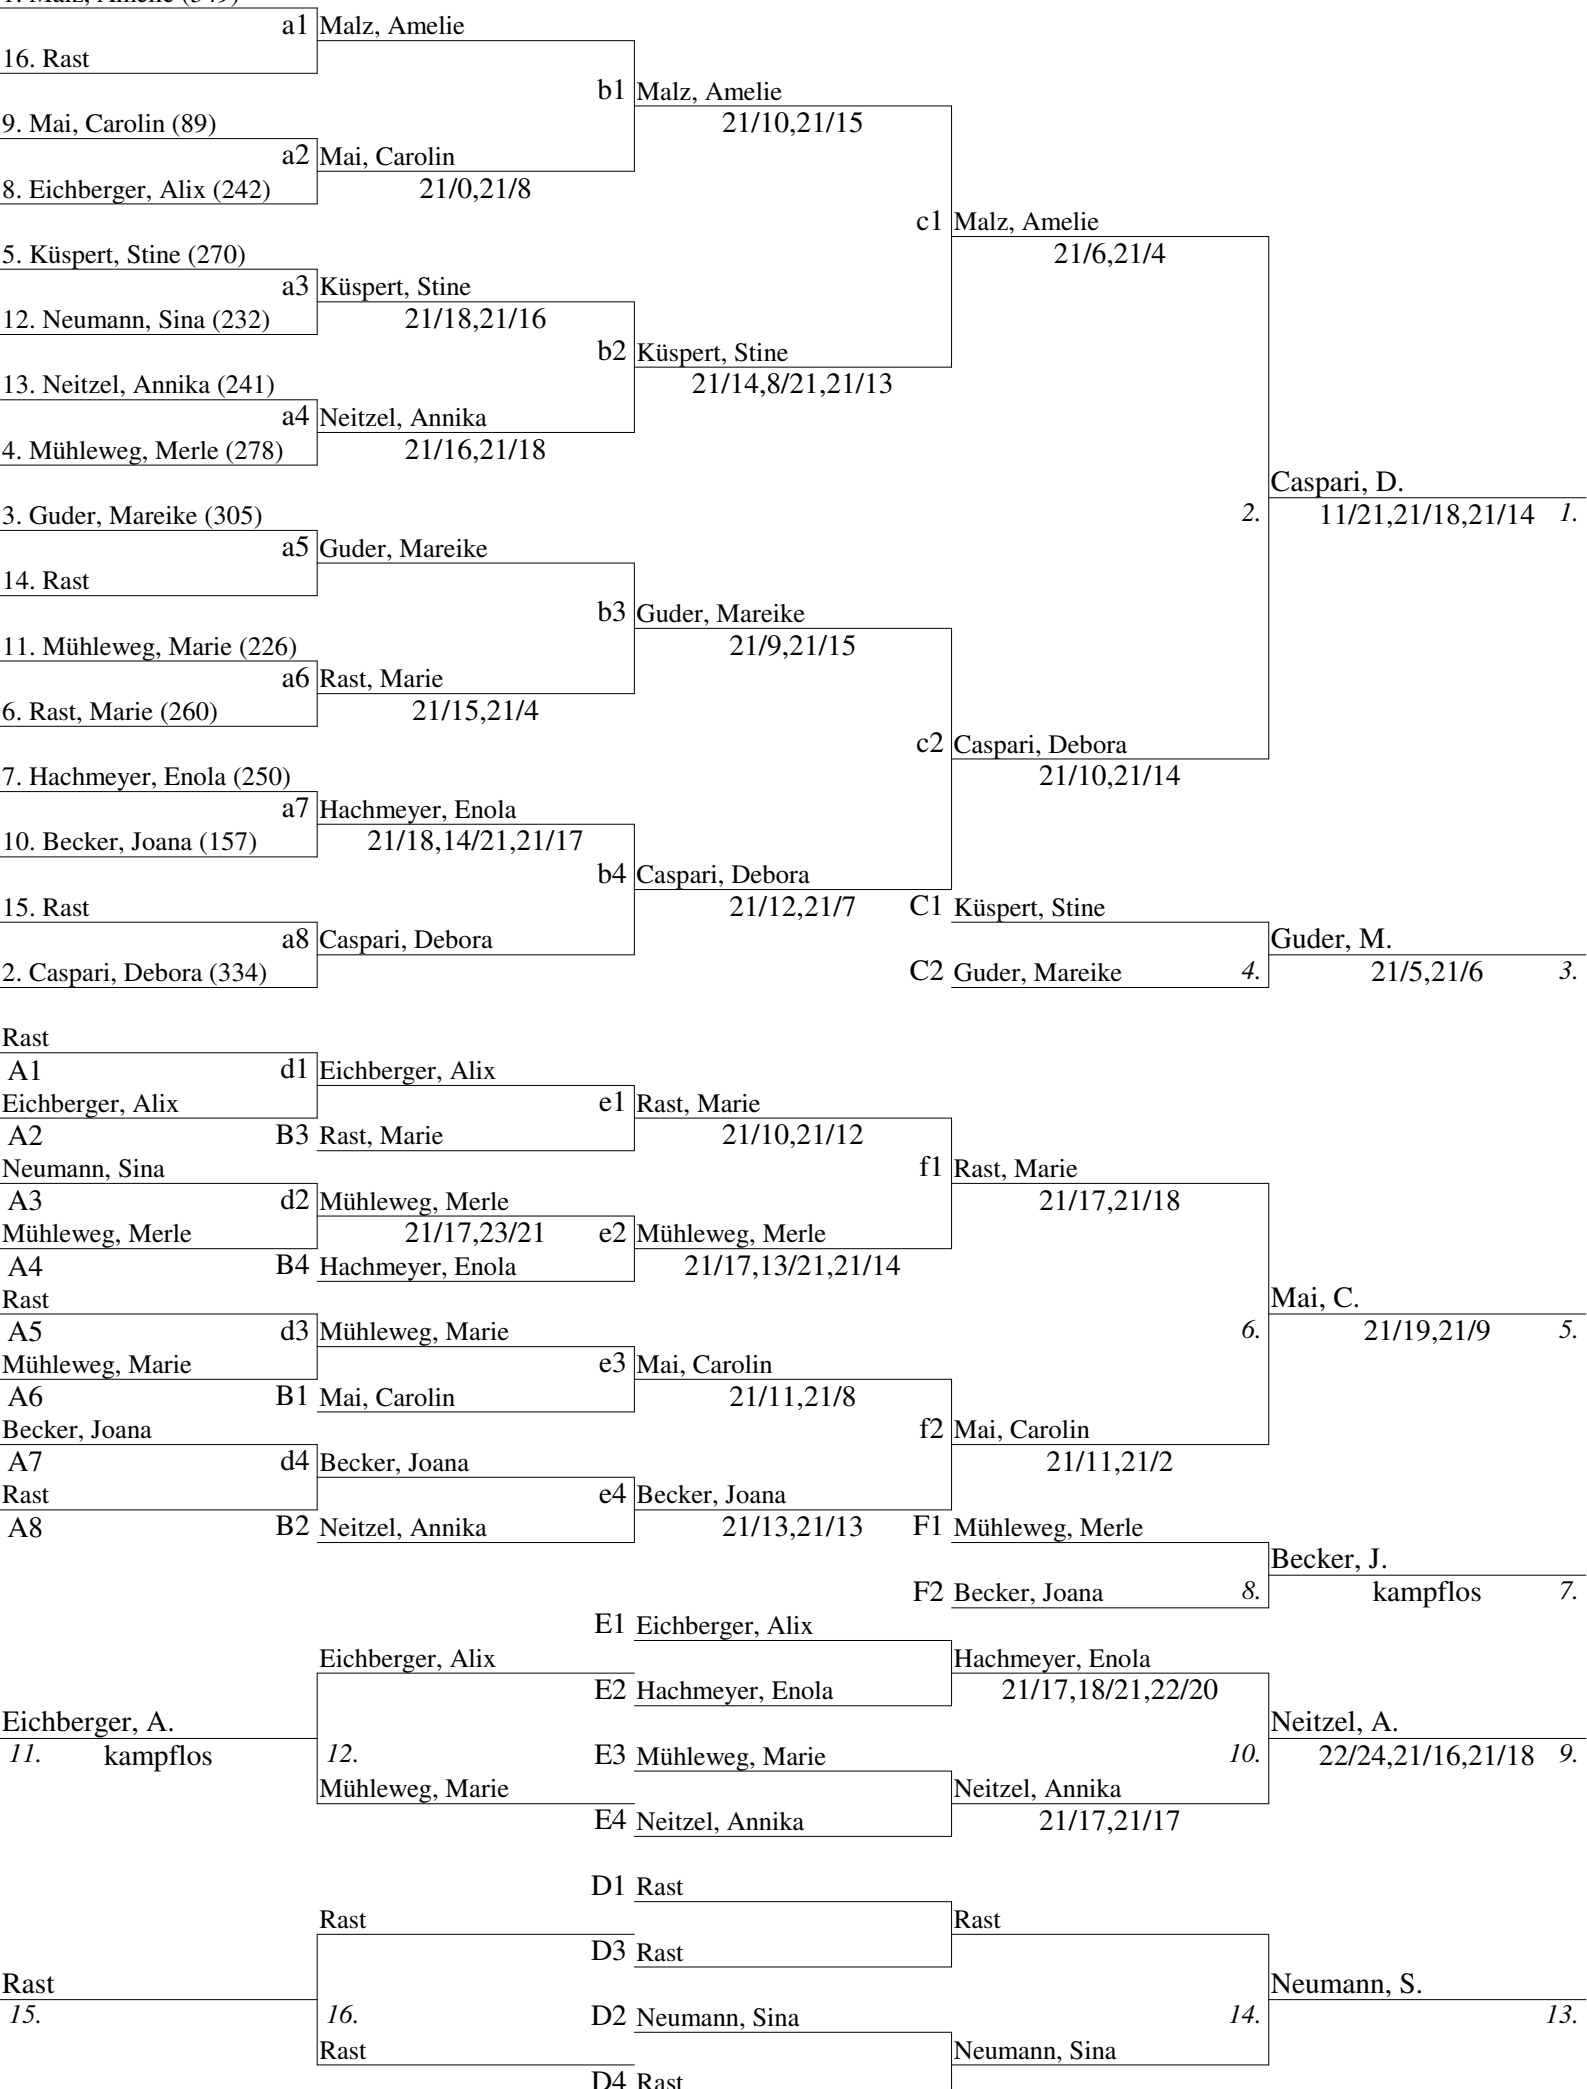 16. Rast
a1 Malz, Amelie
9. Mai, Carolin (89)
8. Eichberger, Alix (242)
a2 Mai, Carolin
21/0,21/8
b1 Malz, Amelie
21/10,21/15
5. Küspert, Stine (270)
12. Neumann, Sina (232)
a3 Küspert, Stine
21/18,21/16
13. Neitzel, Annika (241)
4. Mühleweg, Merle (278)
a4 Neitzel, Annika
21/16,21/18
b2 Küspert, Stine
21/14,8/21,21/13
c1 Malz, Amelie
21/6,21/4
3. Guder, Mareike (305)
14. Rast
a5 Guder, Mareike
11. Mühleweg, Marie (226)
6. Rast, Marie (260)
a6 Rast, Marie
21/15,21/4
b3 Guder, Mareike
21/9,21/15
7. Hachmeyer, Enola (250)
10. Becker, Joana (157)
a7 Hachmeyer, Enola
21/18,14/21,21/17
15. Rast
2. Caspari, Debora (334)
a8 Caspari, Debora
b4 Caspari, Debora
21/12,21/7
c2 Caspari, Debora
21/10,21/14
Caspari, D.
2. 11/21,21/18,21/14 1.
C1 Küspert, Stine
C2 Guder, Mareike 4.
Guder, M.
21/5,21/6 3.
Rast
A1
Eichberger, Alix
A2
d1 Eichberger, Alix
B3 Rast, Marie
e1 Rast, Marie
21/10,21/12
Neumann, Sina
A3
Mühleweg, Merle
A4
d2 Mühleweg, Merle
21/17,23/21
B4 Hachmeyer, Enola
e2 Mühleweg, Merle
21/17,13/21,21/14
f1 Rast, Marie
21/17,21/18
Rast
A5
Mühleweg, Marie
A6
d3 Mühleweg, Marie
B1 Mai, Carolin
e3 Mai, Carolin
21/11,21/8
Becker, Joana
A7
Rast
A8
d4 Becker, Joana
B2 Neitzel, Annika
e4 Becker, Joana
21/13,21/13
f2 Mai, Carolin
21/11,21/2
Mai, C.
6. 21/19,21/9 5.
F1 Mühleweg, Merle
F2 Becker, Joana 8.
Becker, J.
kampflos 7.
E1 Eichberger, Alix
E2 Hachmeyer, Enola
Hachmeyer, Enola
21/17,18/21,22/20
E3 Mühleweg, Marie
E4 Neitzel, Annika
Neitzel, Annika
21/17,21/17
Neitzel, A.
10. 22/24,21/16,21/18 9.
Eichberger, Alix
Mühleweg, Marie
Eichberger, A.
11. kampflos 12.
D1 Rast
D3 Rast
Rast
D2 Neumann, Sina
D4 Rast
Neumann, Sina
Neumann, S.
14. 13.
Rast
Rast
Rast
15. 16.